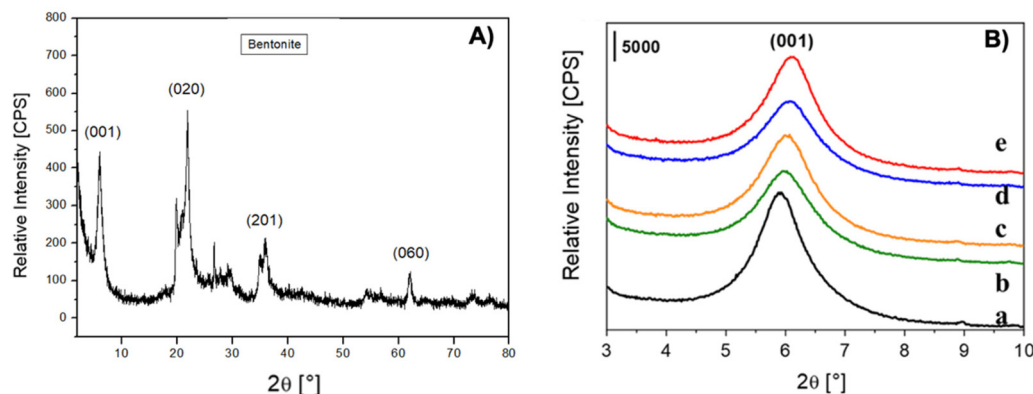 A)
Bentonite
(001)
(020)
(201)
(060)
800
700
600
500
400
300
200
100
0
Relative Intensity [CPS]
10 20 30 40 50 60 70 80
2θ [°]
B)
5000
(001)
e
d
c
b
a
Relative Intensity [CPS]
3 4 5 6 7 8 9 10
2θ [°]